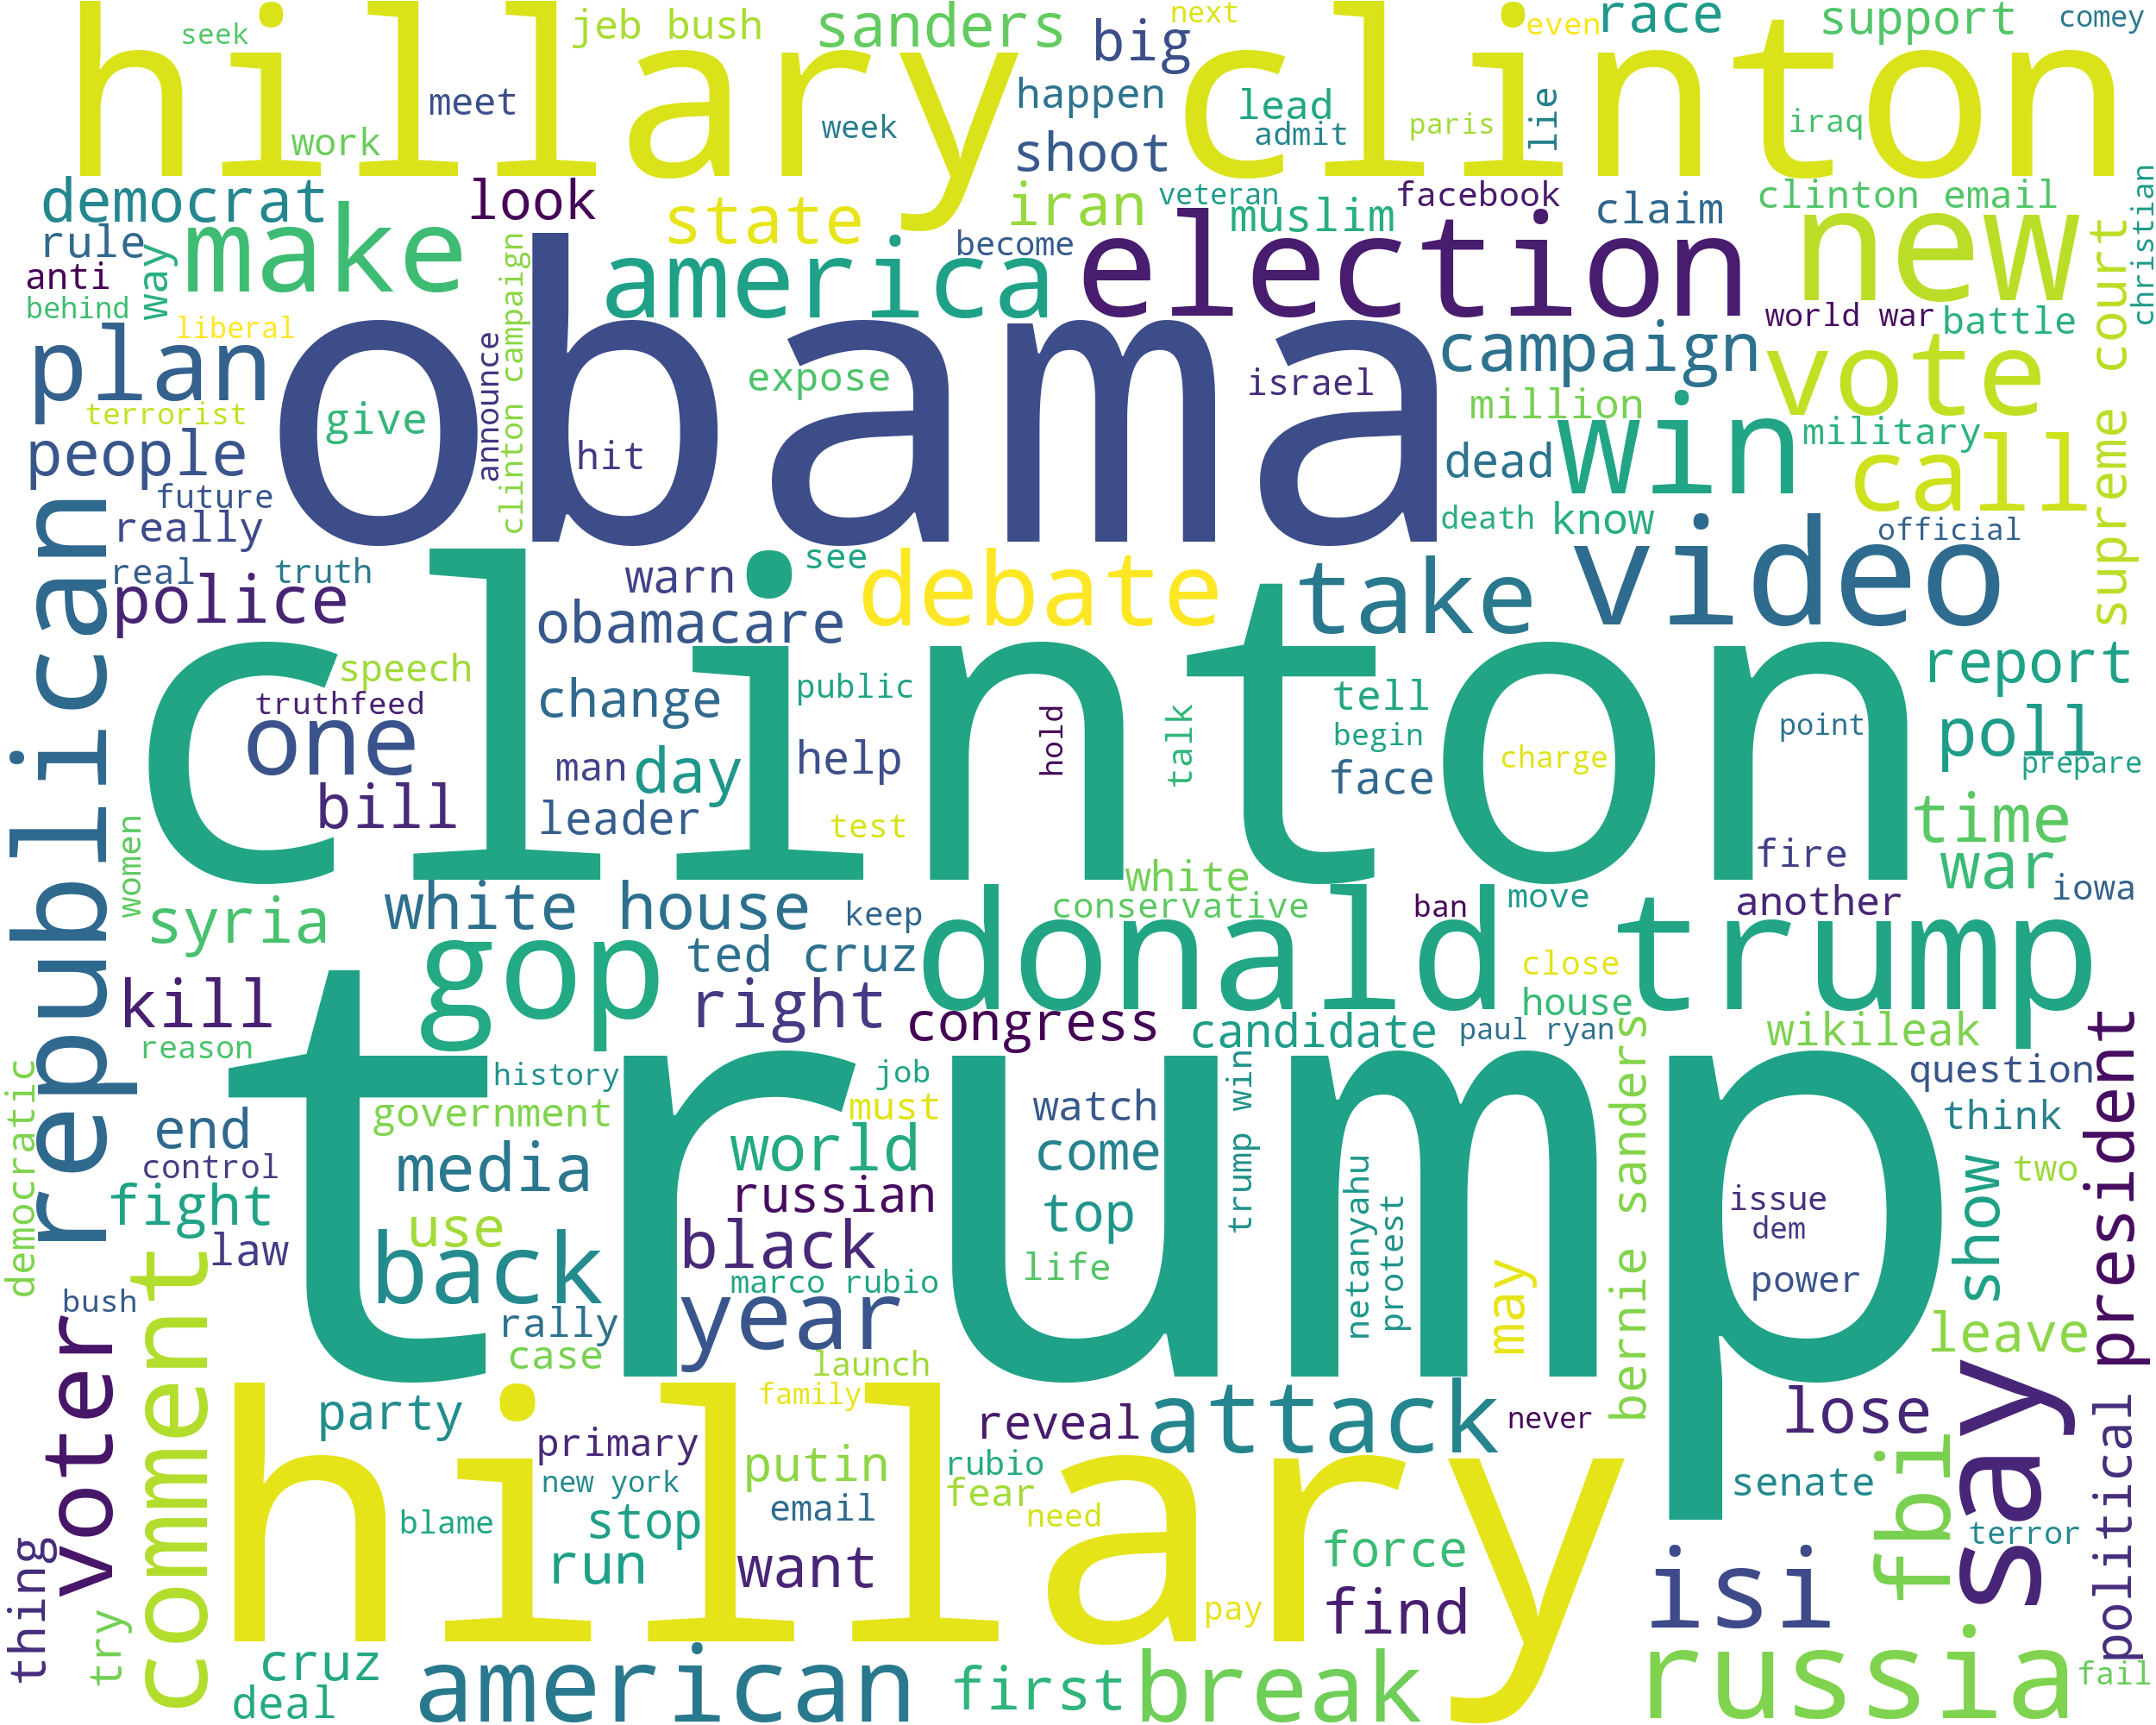 hillary clinton
seek
jeb bush
sanders
big
next
even
race
support
comey
meet
work
week
happen
shoot
lead
admit
paris
lie
iraq
democrat
rule
way
make
look
state
iran
veteran
muslim
facebook
claim
clinton email
christian
anti
behind
liberal
america
become
election
new
supreme court
plan
terrorist
obama
announce
clinton campaign
expose
israel
campaign
world war
battle
vote
give
hit
million
military
people
future
really
dead
win
call
death
know
official
republican
real
truth
police
see
warn
obamacare
debate
take
video
clinton
speech
truthfeed
one
bill
change
public
man
day
help
leader
test
hold
talk
tell
begin
face
charge
point
report
poll
prepare
time
fire
war
women
syria
white house
keep
white
conservative
ban
move
another
iowa
gop
ted cruz
donald trump
close
house
kill
reason
right
congress
candidate
paul ryan
wikileak
trump
history
job
must
government
democratic
end
control
fight
law
media
use
back
world
russian
black
marco rubio
year
watch
come
top
life
trump win
netanyahu
protest
may
bernie sanders
question
think
issue
dem
power
two
show
president
leave
bush
voter
comment
rally
case
launch
family
party
primary
new york
blame
stop
run
putin
email
want
reveal
rubio
fear
need
attack
never
lose
senate
fbi
say
political
terror
hillary
force
find
pay
isi
thing
try
cruz
deal
american
first
break
russia
fail